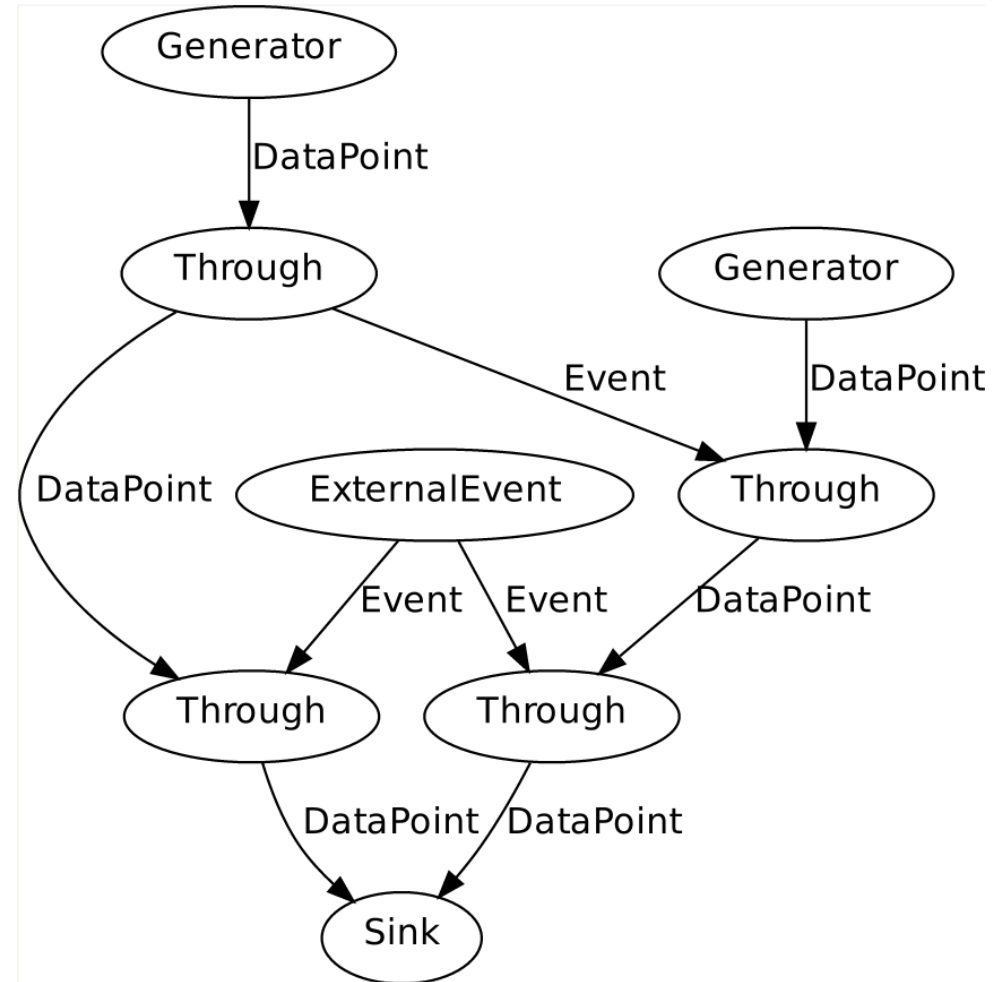 Generator
DataPoint
Through
Generator
Event
DataPoint
DataPoint
ExternalEvent
Through
Event
Event
DataPoint
Through
Through
DataPoint
DataPoint
Sink